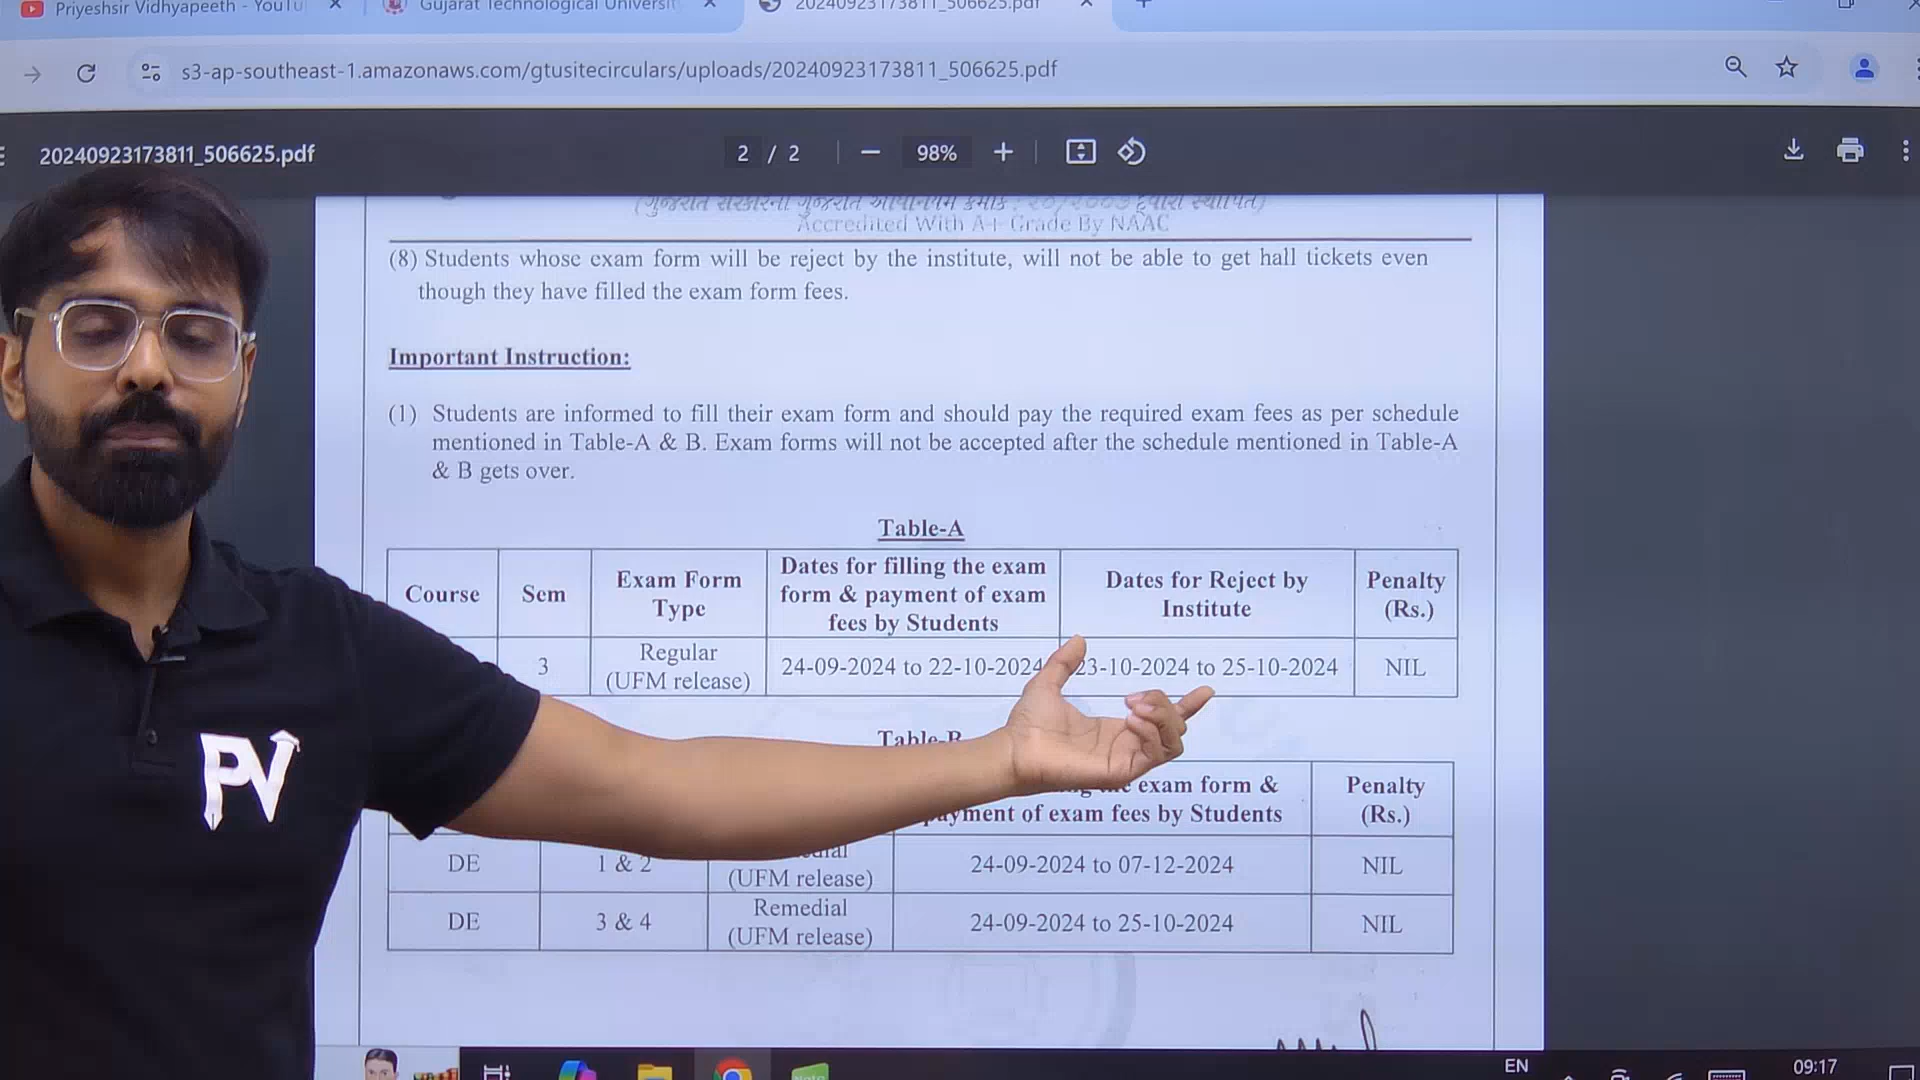 Priyeshsir Vidhyapeeth - YouTu
Gujarat Technological Universit
20240923173811_506625.pdf
s3-ap-southeast-1.amazonaws.com/gtusitecirculars/uploads/20240923173811_506625.pdf
20240923173811_506625.pdf
2 / 2
98%
Accredited With A+ Grade By NAAC
(8) Students whose exam form will be reject by the institute, will not be able to get hall tickets even
though they have filled the exam form fees.
Important Instruction:
(1) Students are informed to fill their exam form and should pay the required exam fees as per schedule
mentioned in Table-A & B. Exam forms will not be accepted after the schedule mentioned in Table-A
& B gets over.
Table-A
Course Sem Exam Form Type Dates for filling the exam form & payment of exam fees by Students Dates for Reject by Institute Penalty (Rs.)
3 Regular (UFM release) 24-09-2024 to 22-10-2024 23-10-2024 to 25-10-2024 NIL
Table-B
exam form & payment of exam fees by Students Penalty (Rs.)
DE 1 & 2 (UFM release) 24-09-2024 to 07-12-2024 NIL
DE 3 & 4 Remedial (UFM release) 24-09-2024 to 25-10-2024 NIL
PV
EN
09:17